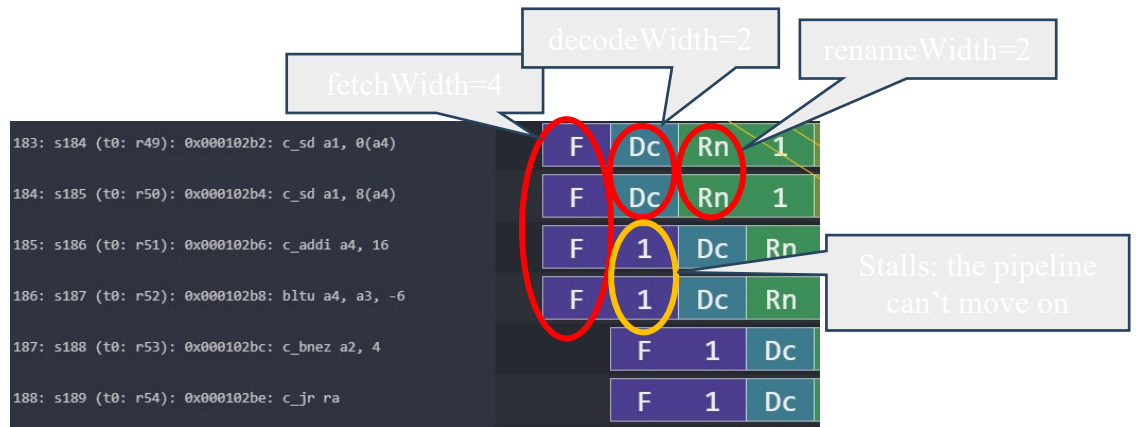 decodeWidth=2
renameWidth=2
fetchWidth=4
183: s184 (t0: r49): 0x000102b2: c_sd a1, 0(a4) F Dc Rn 1
184: s185 (t0: r50): 0x000102b4: c_sd a1, 8(a4) F Dc Rn 1
185: s186 (t0: r51): 0x000102b6: c_addi a4, 16 F 1 Dc Rn
Stalls: the pipeline
can't move on
186: s187 (t0: r52): 0x000102b8: bltu a4, a3, -6 F 1 Dc Rn
187: s188 (t0: r53): 0x000102bc: c_bnez a2, 4 F 1 Dc
188: s189 (t0: r54): 0x000102be: c_jr ra F 1 Dc